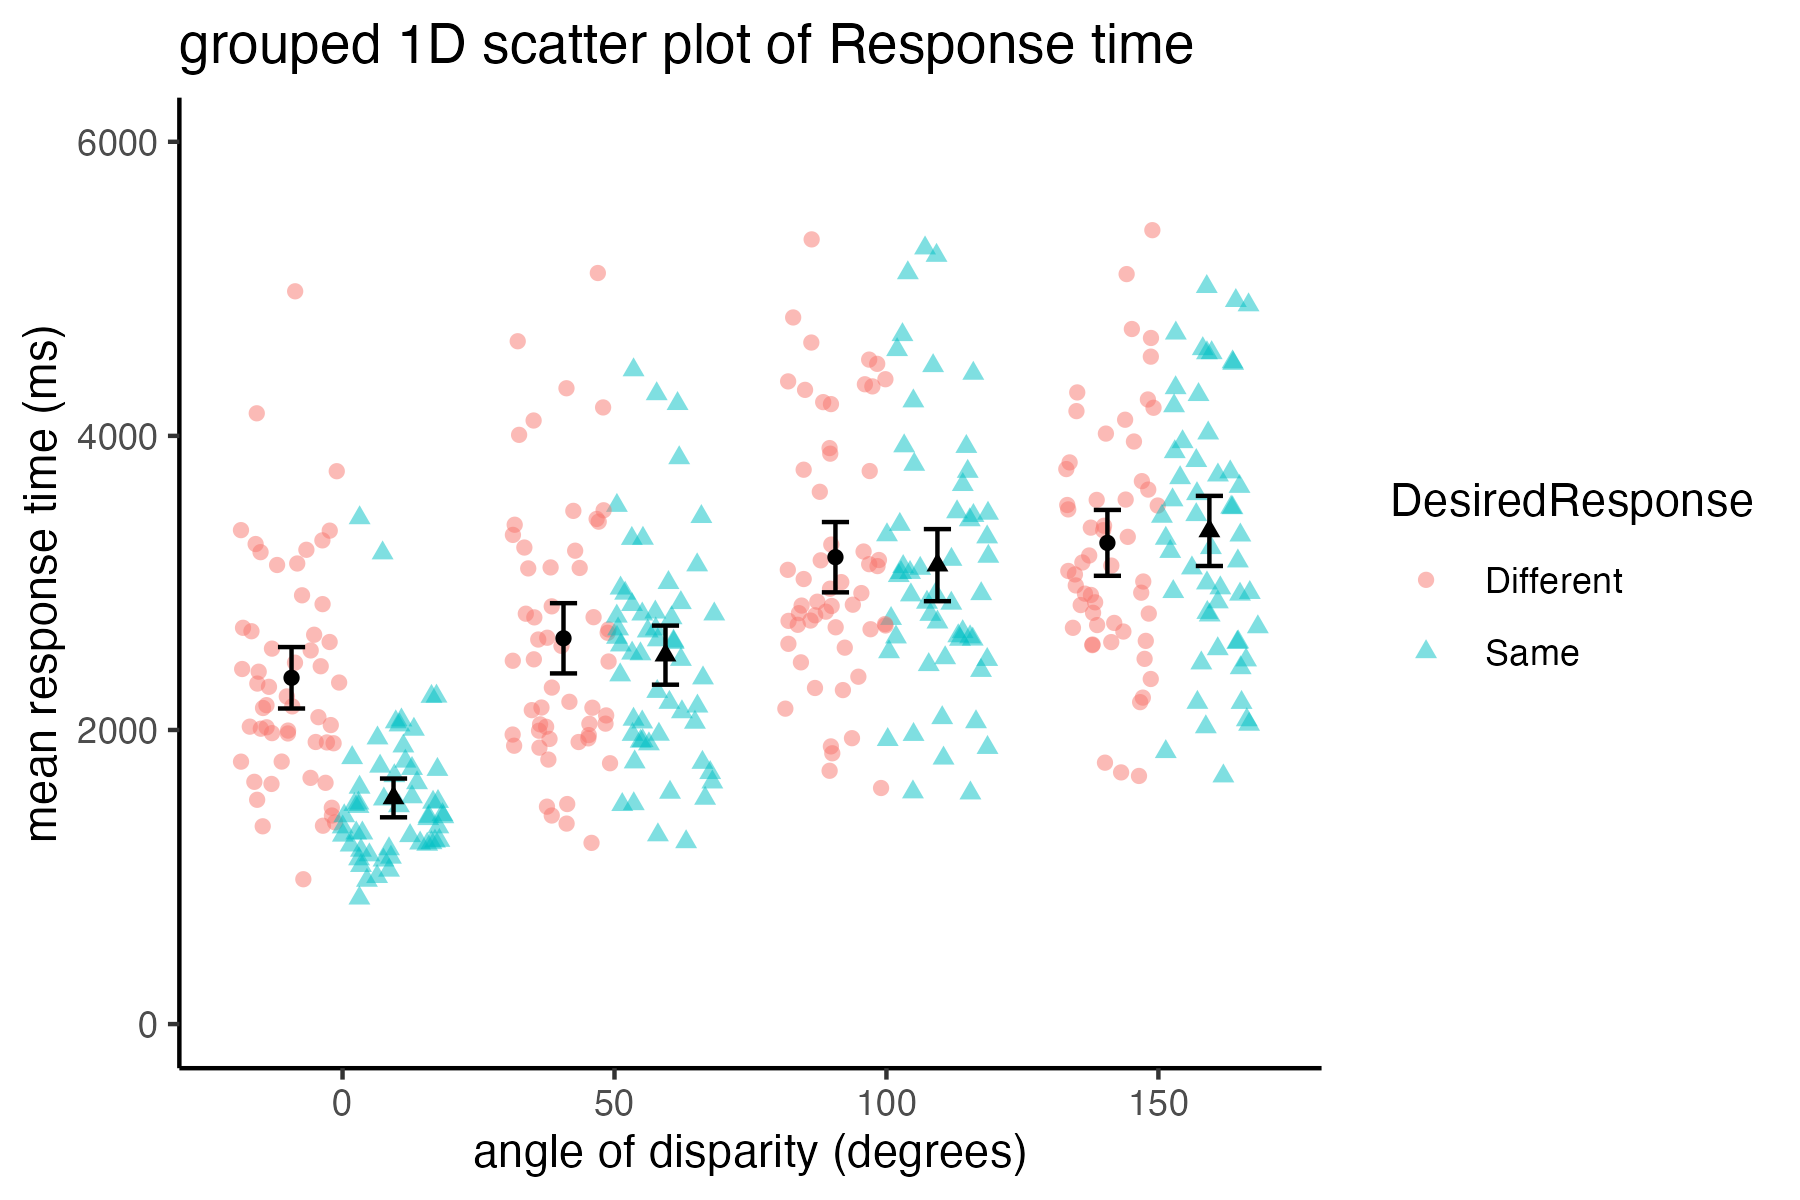 grouped 1D scatter plot of Response time
mean response time (ms)
6000
4000
2000
0
0
50
100
150
angle of disparity (degrees)
DesiredResponse
Different
Same